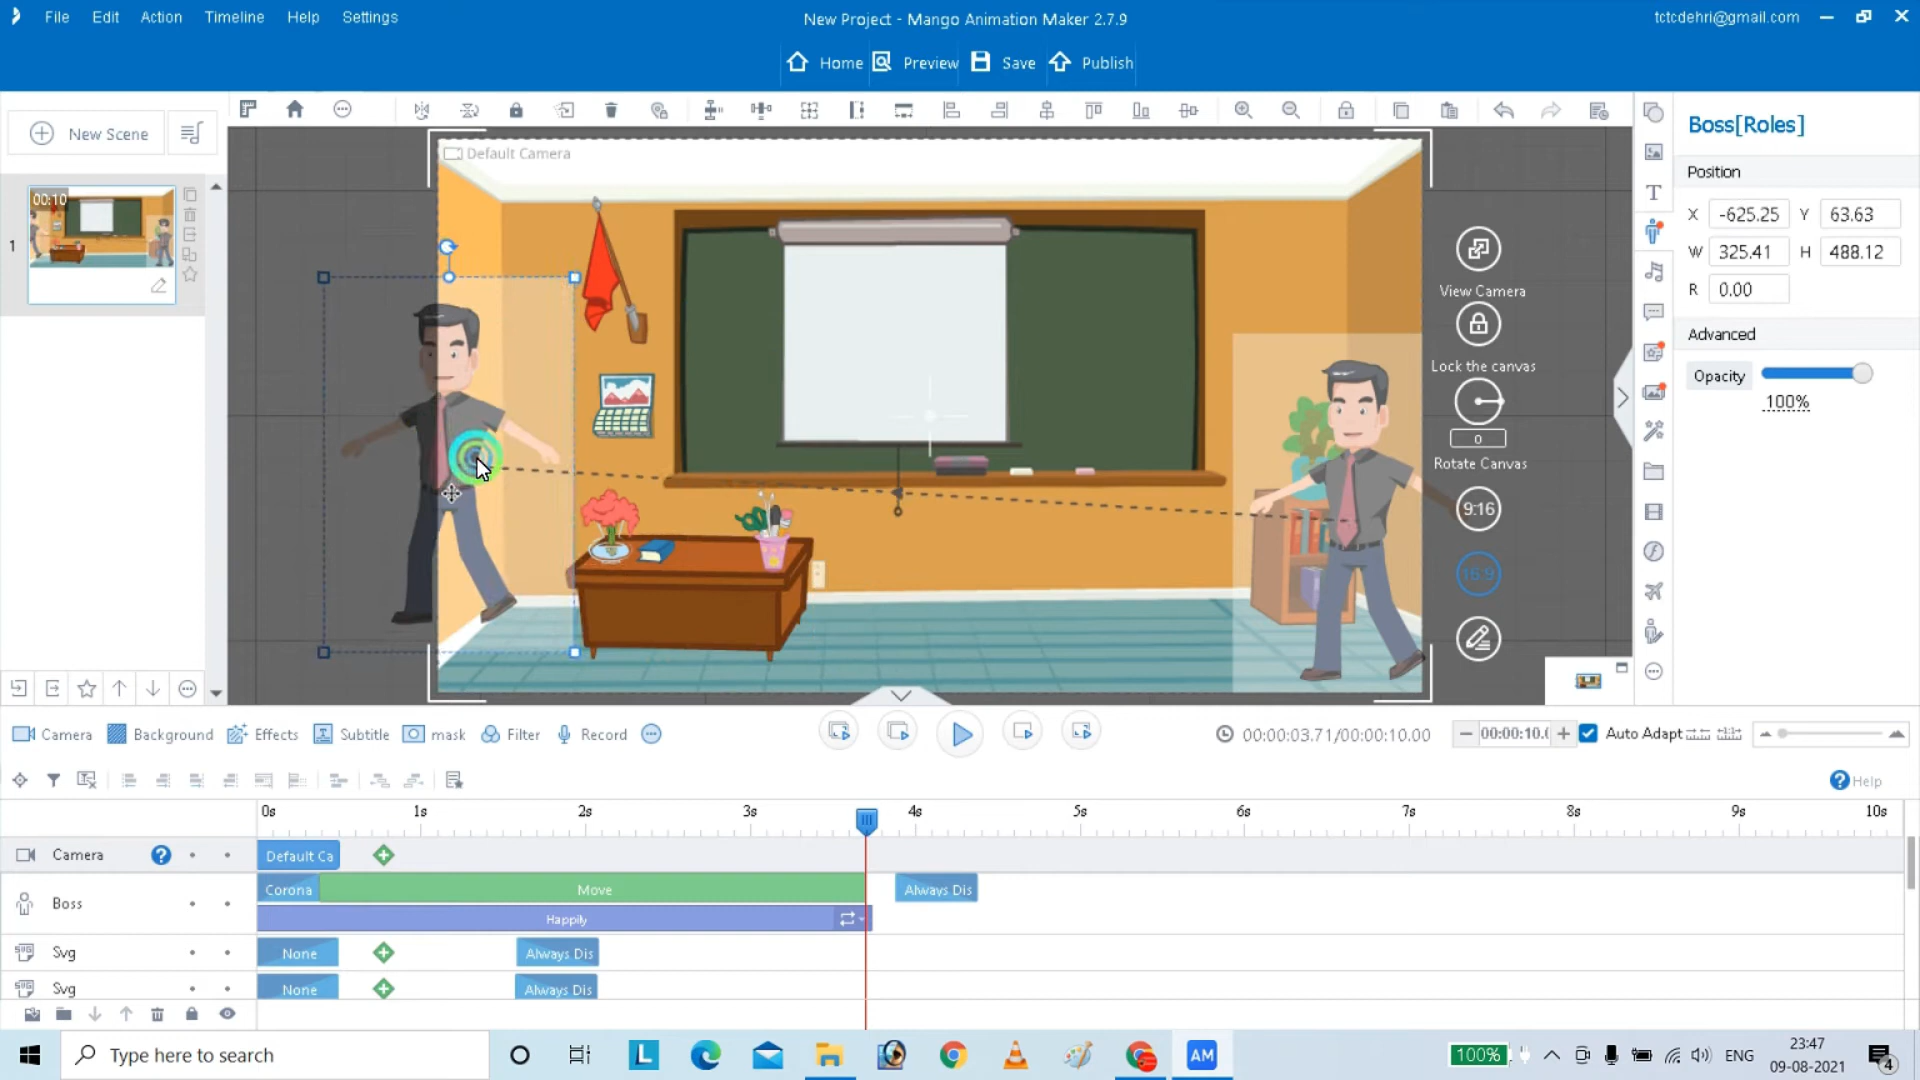 File Edit Action Timeline Help Settings
New Project - Mango Animation Maker 2.7.9
tctcdehri@gmail.com
Home Preview Save Publish
New Scene
Default Camera
Boss[Roles]
Position
X -625.25 Y 63.63
W 325.41 H 488.12
R 0.00
Advanced
Opacity
100%
00:10
1
View Camera
Lock the canvas
0
Rotate Canvas
9:16
16:9
Camera Background Effects Subtitle mask Filter Record
00:00:03.71/00:00:10.00
00:00:10.(
Auto Adapt
Help
0s 1s 2s 3s 4s 5s 6s 7s 8s 9s 10s
Camera Default Ca
Boss Corona Move Always Dis
Happily
Svg None Always Dis
Svg None Always Dis
Type here to search
L
AM
100%
ENG
23:47
09-08-2021
4